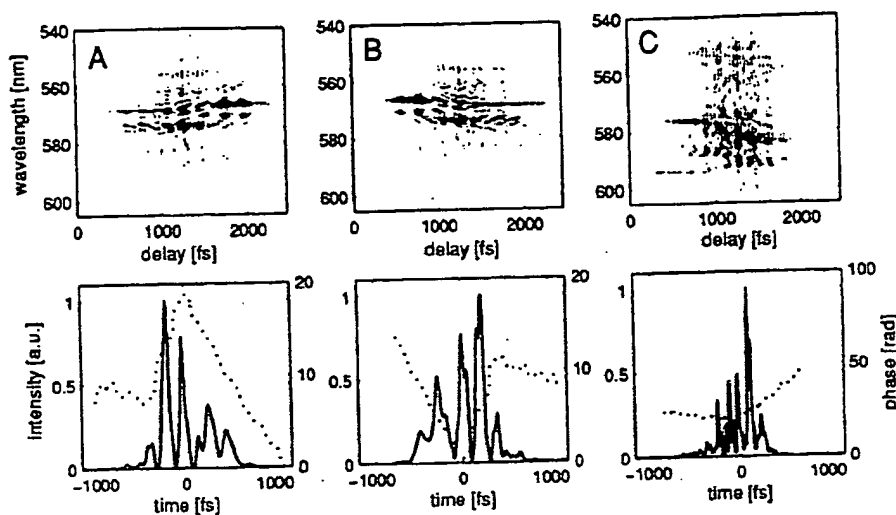 540 540 540
A B C
560 560 560
wavelength [nm]
580 580 580
600 600 600
0 1000 2000 0 1000 2000 0 1000 2000
delay [fs] delay [fs] delay [fs]
20 20 100
1 1 1
Intensity [a.u.]
0.5 10 0.5 10 0.5 50
phase [rad]
0 0 0 0 0 0
-1000 0 1000 -1000 0 1000 -1000 0 1000
time [fs] time [fs] time [fs]